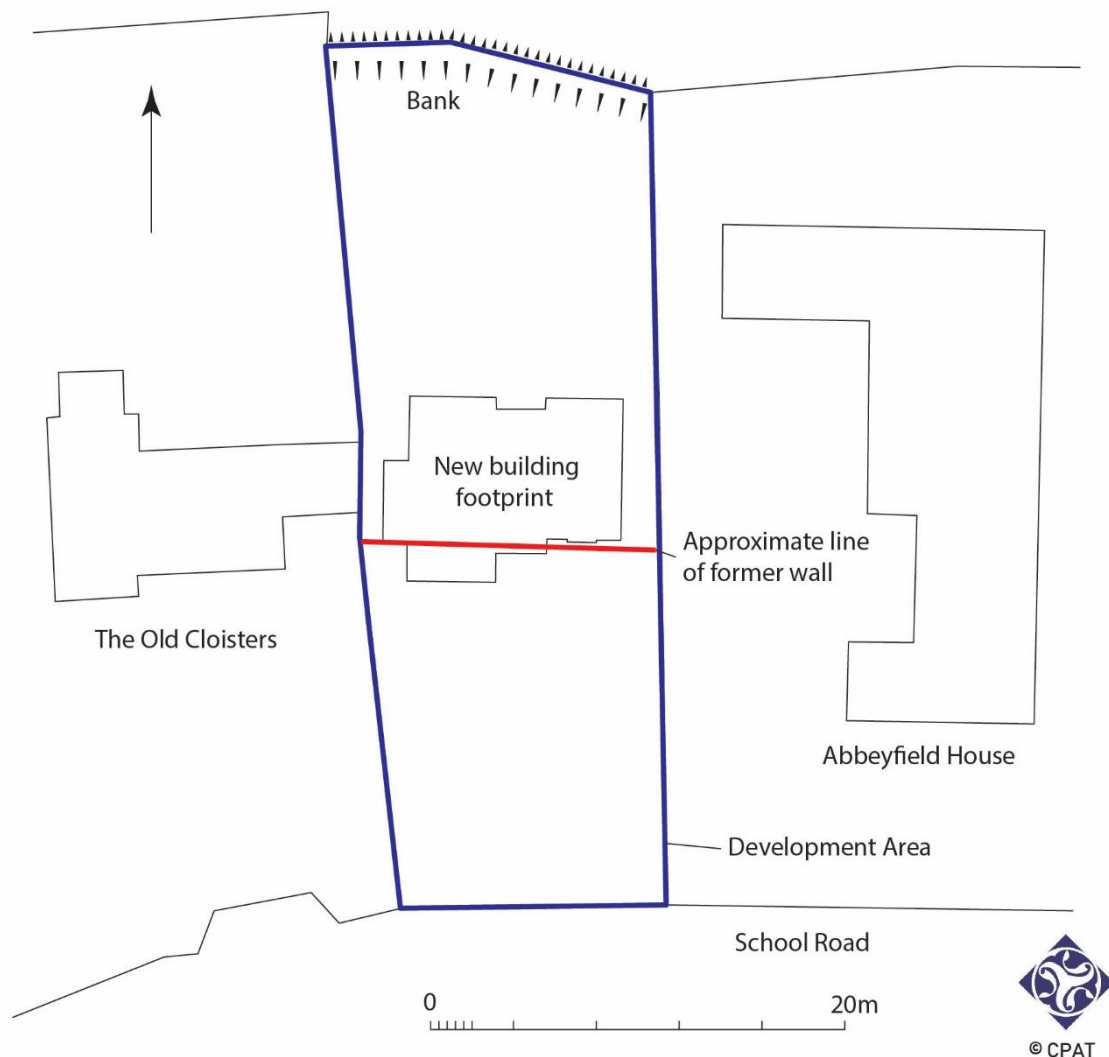 Bank
New building
footprint
Approximate line
of former wall
The Old Cloisters
Abbeyfield House
Development Area
School Road
0
20m
© CPAT